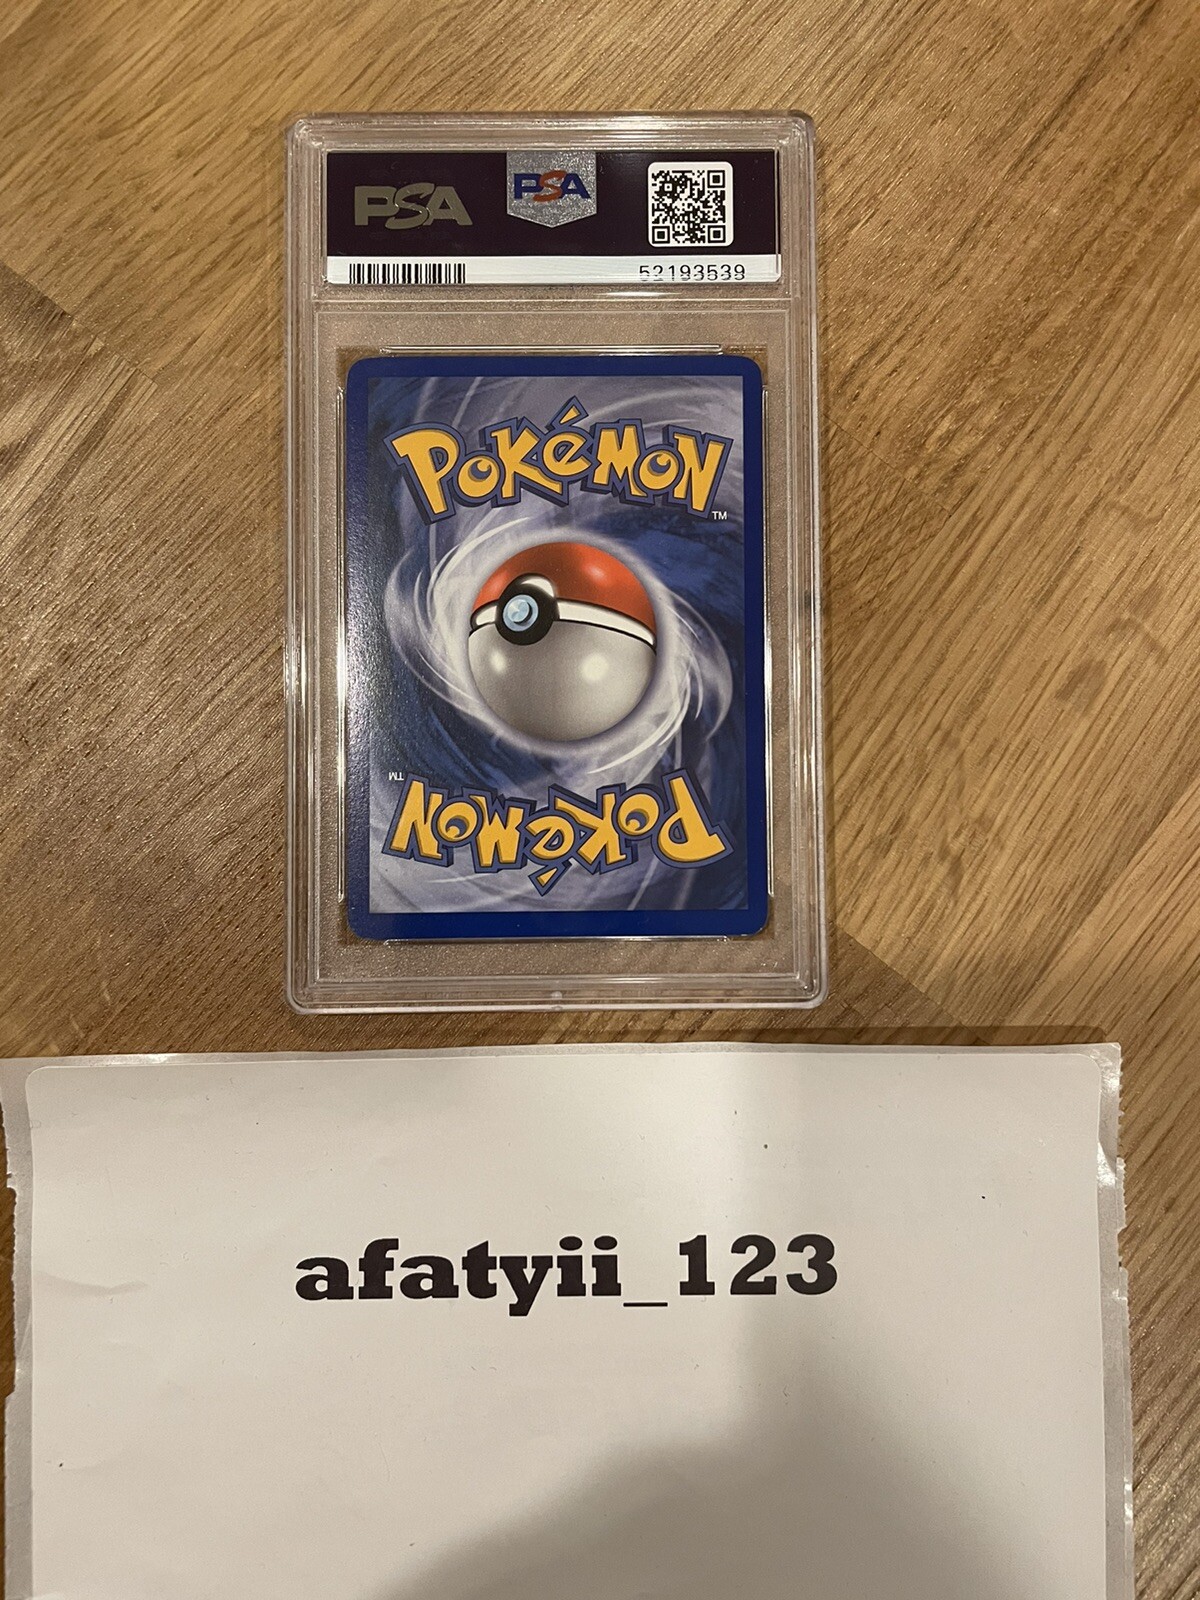 PSA
PSA
52193539
POKéMON
TM
TM
POKéMON
afatyii_123